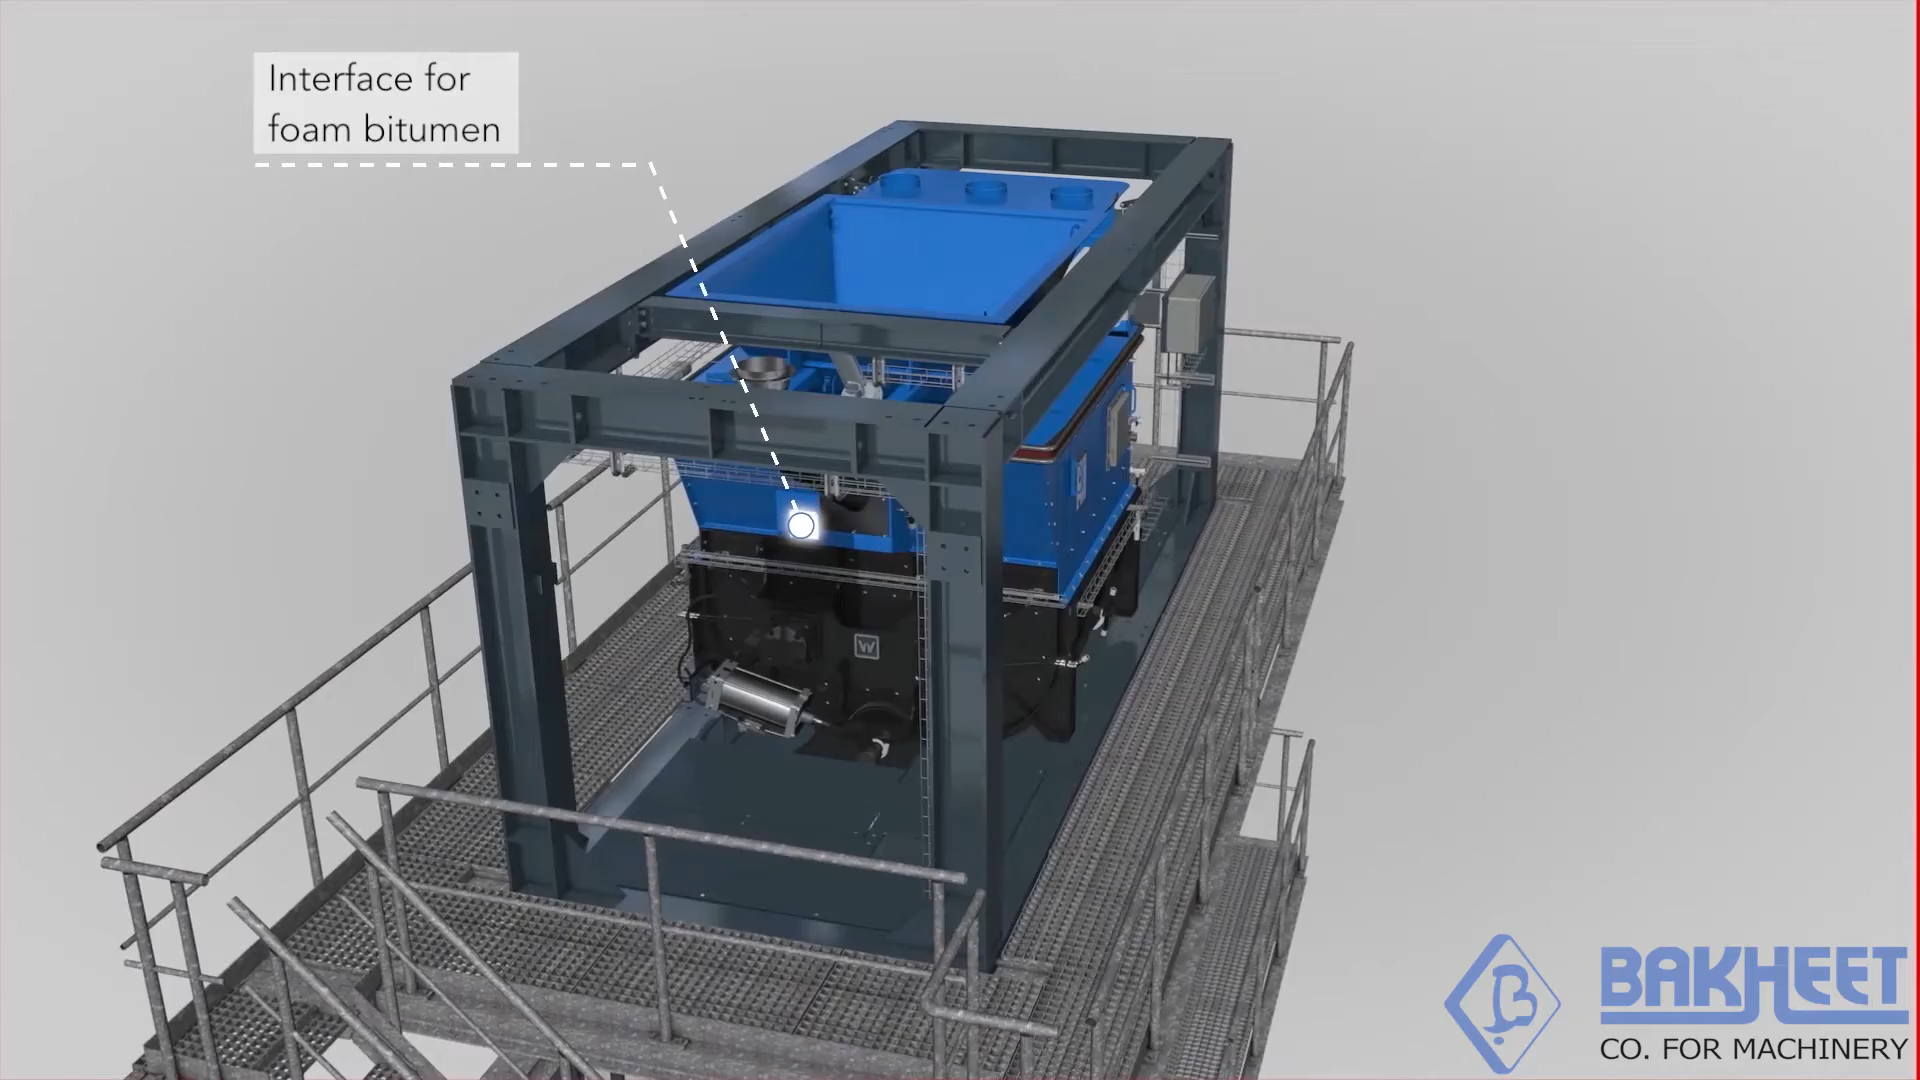 Interface for
foam bitumen
W
B
BAKHEET
CO. FOR MACHINERY